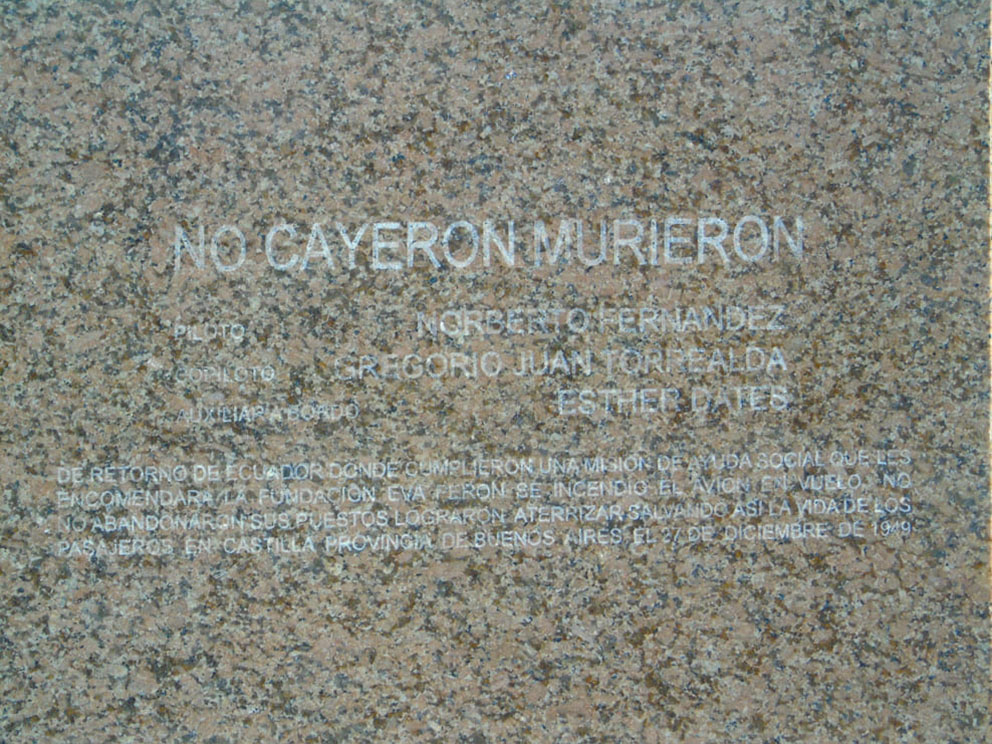 NO CAYERON MURIERON
PILOTO NORBERTO FERNANDEZ
COPILOTO GREGORIO JUAN TORREALDA
AUXILIAR A BORDO ESTHER DATES
DE RETORNO DE ECUADOR DONDE CUMPLIERON UNA MISION DE AYUDA SOCIAL QUE LES
ENCOMENDARA LA FUNDACION EVA PERON SE INCENDIO EL AVION EN VUELO, NO
NO ABANDONARON SUS PUESTOS LOGRARON ATERRIZAR SALVANDO ASI LA VIDA DE LOS
PASAJEROS EN CASTILLA PROVINCIA DE BUENOS AIRES EL 27 DE DICIEMBRE DE 1949